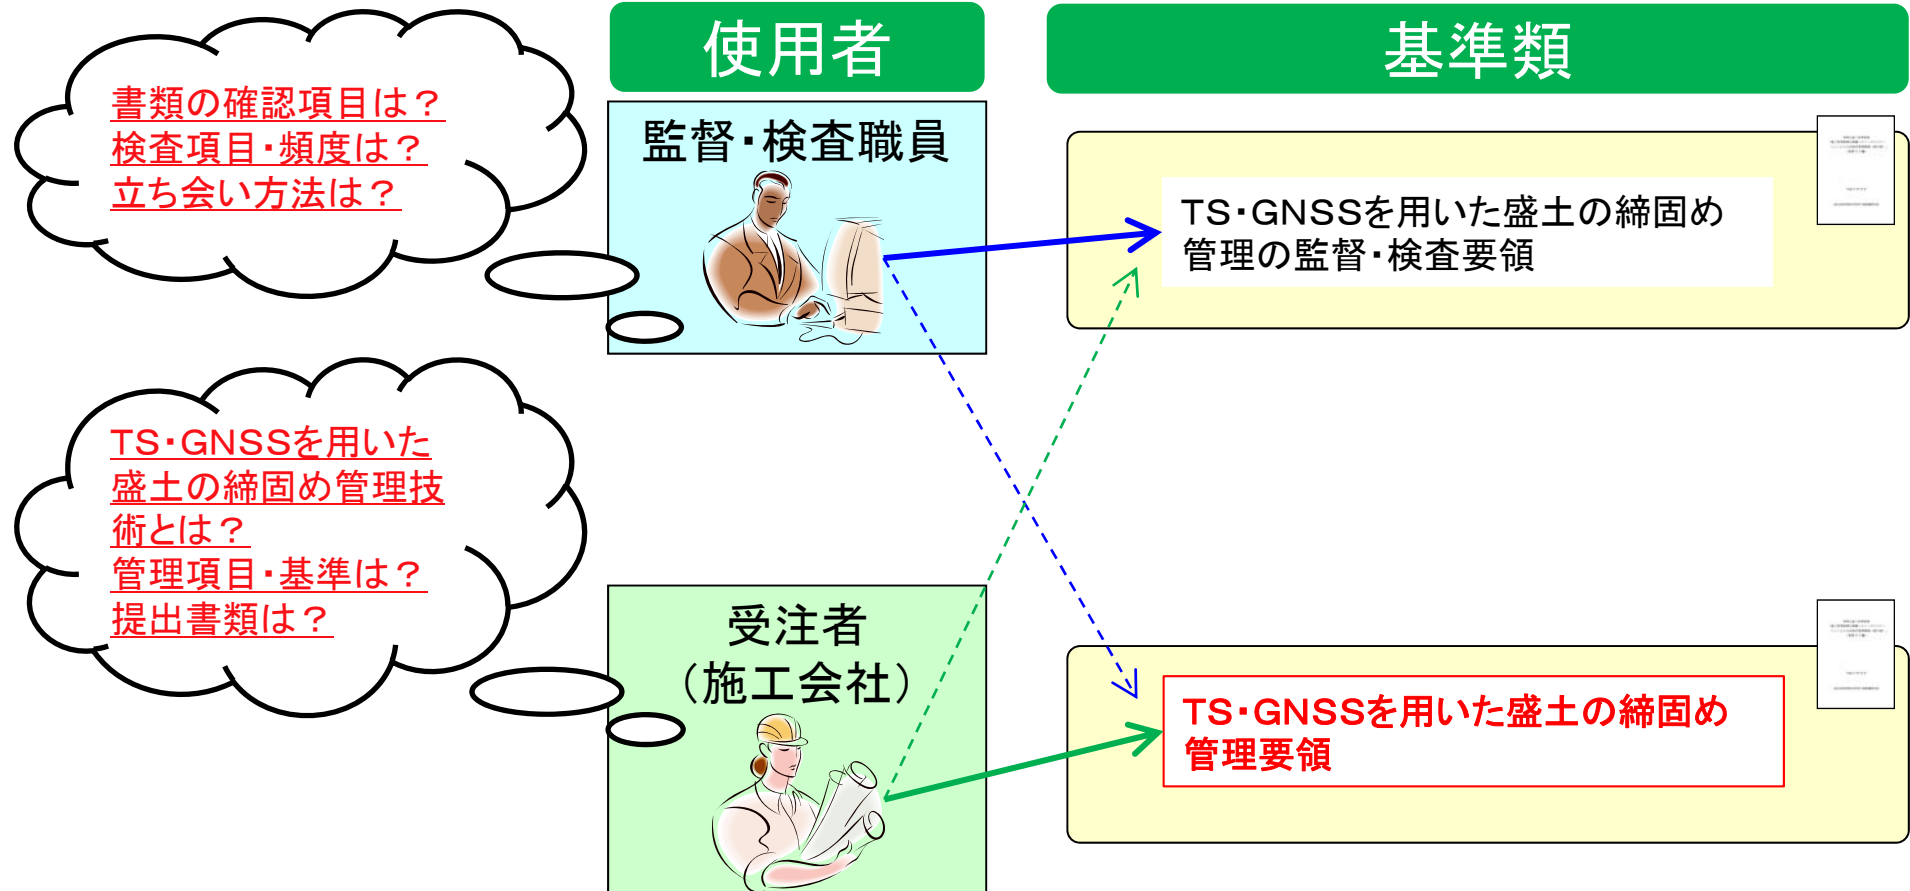 使用者
基準類
書類の確認項目は？
検査項目・頻度は？
立ち会い方法は？
監督・検査職員
TS・GNSSを用いた盛土の締固め
管理の監督・検査要領
TS・GNSSを用いた
盛土の締固め管理技
術とは？
管理項目・基準は？
提出書類は？
受注者
（施工会社）
TS・GNSSを用いた盛土の締固め
管理要領